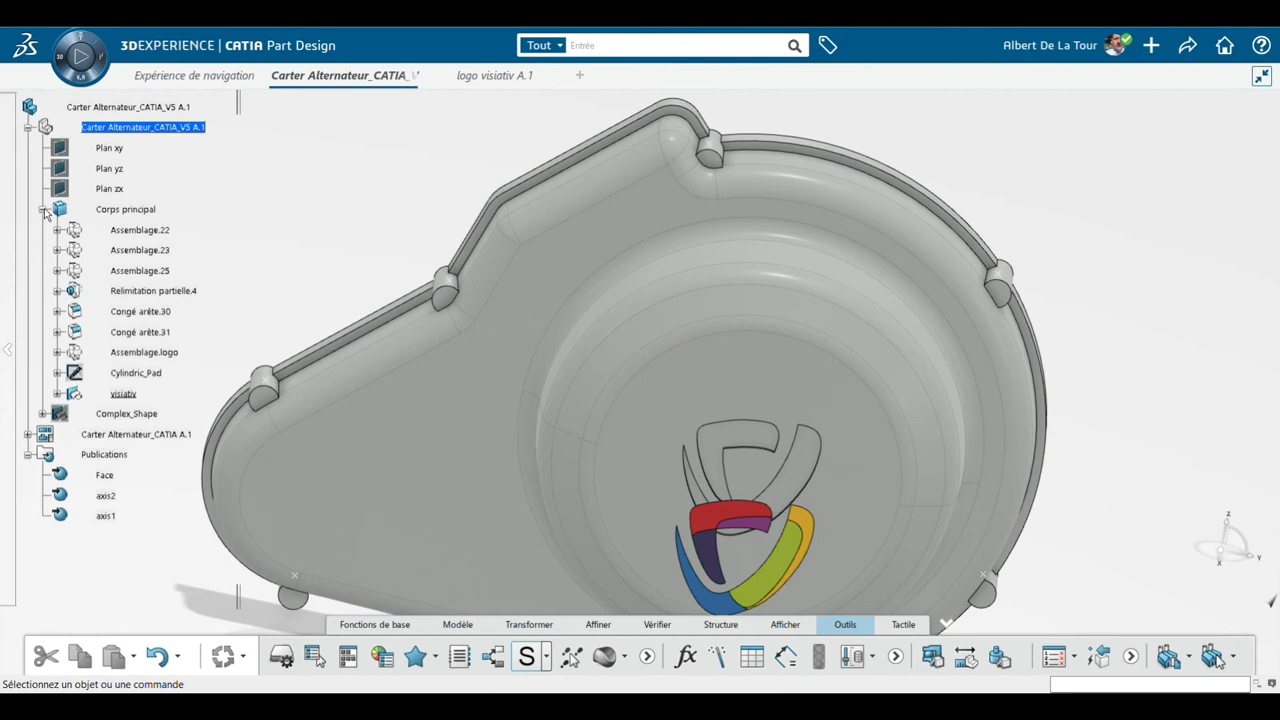 3DEXPERIENCE | CATIA Part Design
Tout
Entrée
Albert De La Tour
3D
V.R
Expérience de navigation
Carter Alternateur_CATIA_V
logo visiativ A.1
Carter Alternateur_CATIA_V5 A.1
Carter Alternateur_CATIA_V5 A.1
Plan xy
Plan yz
Plan zx
Corps principal
Assemblage.22
Assemblage.23
Assemblage.25
Relimitation partielle.4
Congé arête.30
Congé arête.31
Assemblage.logo
Cylindric_Pad
visiativ
Complex_Shape
Carter Alternateur_CATIA A.1
Publications
Face
axis2
axis1
Z
Y
X
Fonctions de base
Modèle
Transformer
Affiner
Vérifier
Structure
Afficher
Outils
Tactile
S
fx
Sélectionnez un objet ou une commande